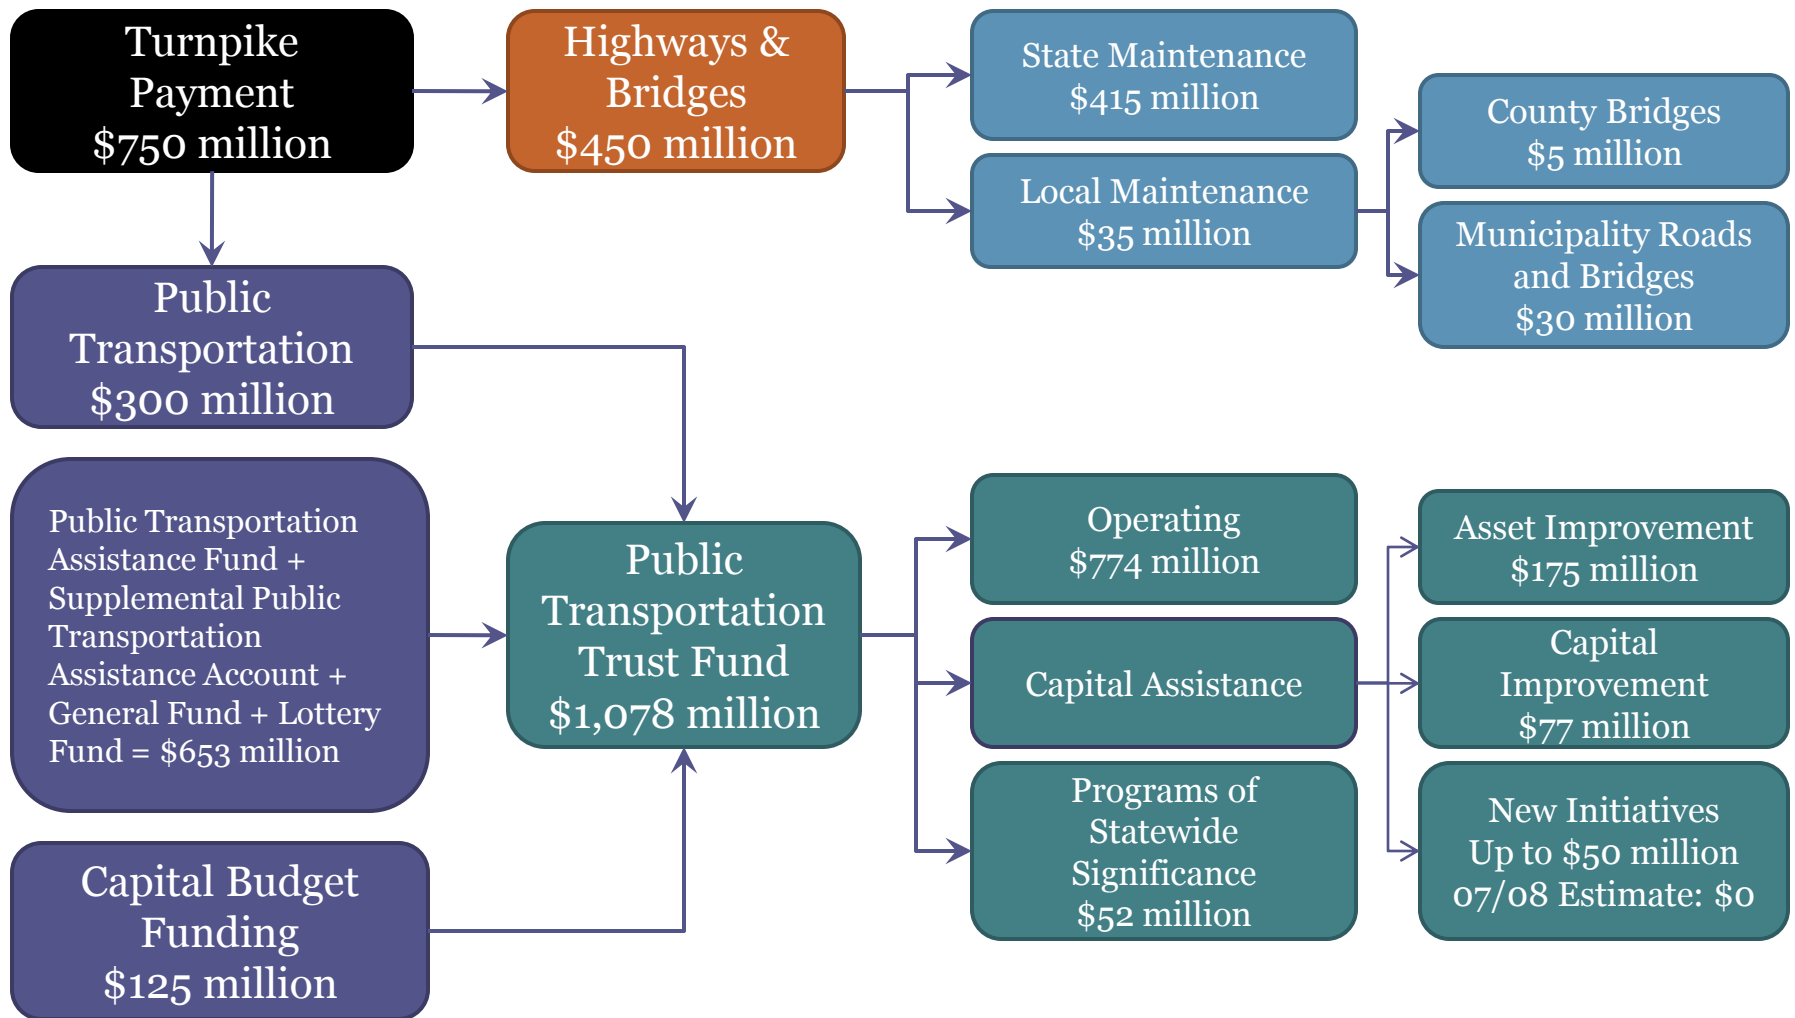 Turnpike
Payment
$750 million
Highways &
Bridges
$450 million
State Maintenance
$415 million
Local Maintenance
$35 million
County Bridges
$5 million
Municipality Roads
and Bridges
$30 million
Public
Transportation
$300 million
Public Transportation
Assistance Fund +
Supplemental Public
Transportation
Assistance Account +
General Fund + Lottery
Fund = $653 million
Capital Budget
Funding
$125 million
Public
Transportation
Trust Fund
$1,078 million
Operating
$774 million
Capital Assistance
Programs of
Statewide
Significance
$52 million
Asset Improvement
$175 million
Capital
Improvement
$77 million
New Initiatives
Up to $50 million
07/08 Estimate: $0